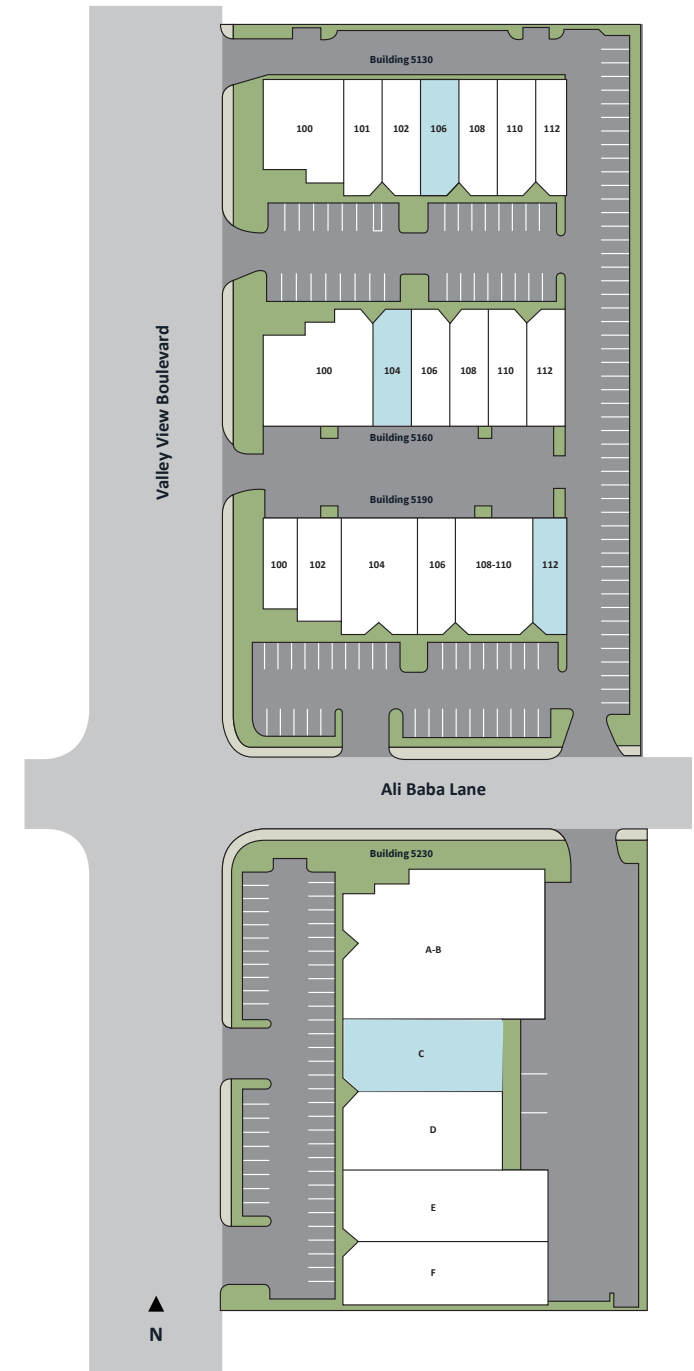 Building 5130
100
101
102
106
108
110
112
Valley View Boulevard
100
104
106
108
110
112
Building 5160
Building 5190
100
102
104
106
108-110
112
Ali Baba Lane
Building 5230
A-B
C
D
E
F
N